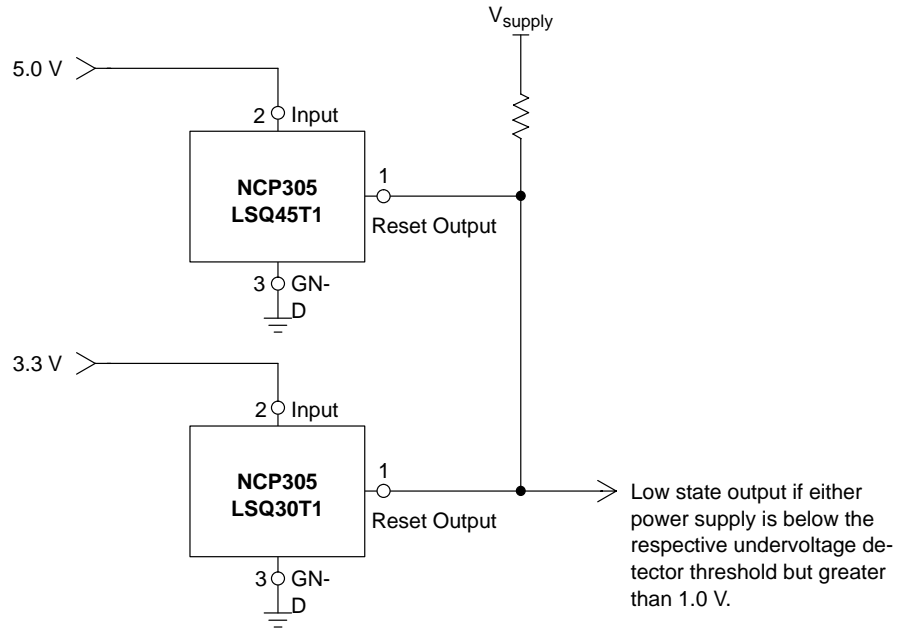 Vsupply
5.0 V
2 Input
NCP305
LSQ45T1
1
Reset Output
3 GN-
D
3.3 V
2 Input
NCP305
LSQ30T1
1
Reset Output
3 GN-
D
Low state output if either
power supply is below the
respective undervoltage de-
tector threshold but greater
than 1.0 V.